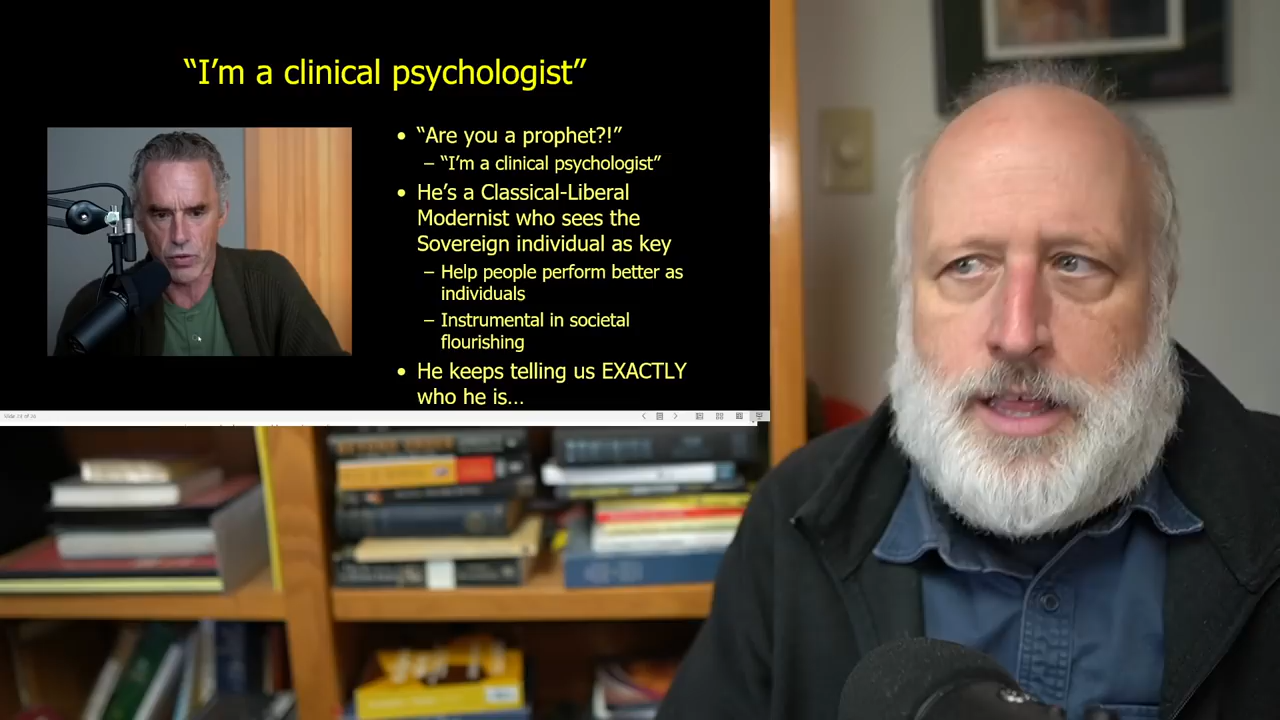 “I’m a clinical psychologist”
• “Are you a prophet?!”
– “I’m a clinical psychologist”
• He’s a Classical-Liberal
Modernist who sees the
Sovereign individual as key
– Help people perform better as
individuals
– Instrumental in societal
flourishing
• He keeps telling us EXACTLY
who he is…